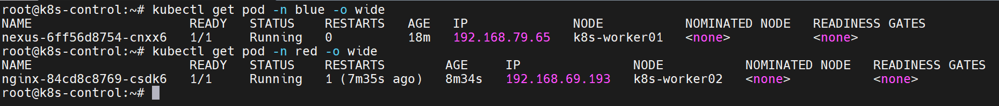 root@k8s-control:~# kubectl get pod -n blue -o wide
NAME                     READY   STATUS    RESTARTS   AGE   IP              NODE           NOMINATED NODE   READINESS GATES
nexus-6ff56d8754-cnxx6   1/1     Running   0          18m   192.168.79.65   k8s-worker01   <none>           <none>
root@k8s-control:~# kubectl get pod -n red -o wide
NAME                     READY   STATUS    RESTARTS        AGE     IP               NODE           NOMINATED NODE   READINESS GATES
nginx-84cd8c8769-csdk6   1/1     Running   1 (7m35s ago)   8m34s   192.168.69.193   k8s-worker02   <none>           <none>
root@k8s-control:~#